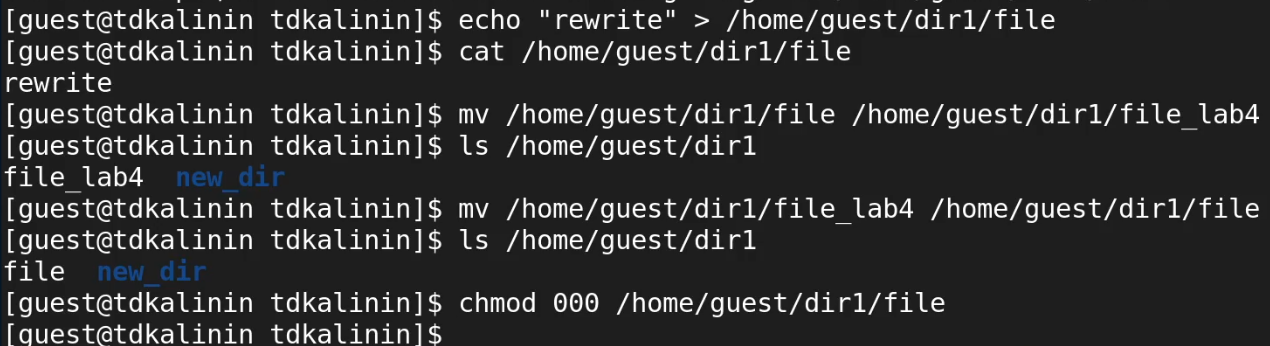 [guest@tdkalinin tdkalinin]$ echo "rewrite" > /home/guest/dir1/file
[guest@tdkalinin tdkalinin]$ cat /home/guest/dir1/file
rewrite
[guest@tdkalinin tdkalinin]$ mv /home/guest/dir1/file /home/guest/dir1/file_lab4
[guest@tdkalinin tdkalinin]$ ls /home/guest/dir1
file_lab4  new_dir
[guest@tdkalinin tdkalinin]$ mv /home/guest/dir1/file_lab4 /home/guest/dir1/file
[guest@tdkalinin tdkalinin]$ ls /home/guest/dir1
file  new_dir
[guest@tdkalinin tdkalinin]$ chmod 000 /home/guest/dir1/file
[guest@tdkalinin tdkalinin]$